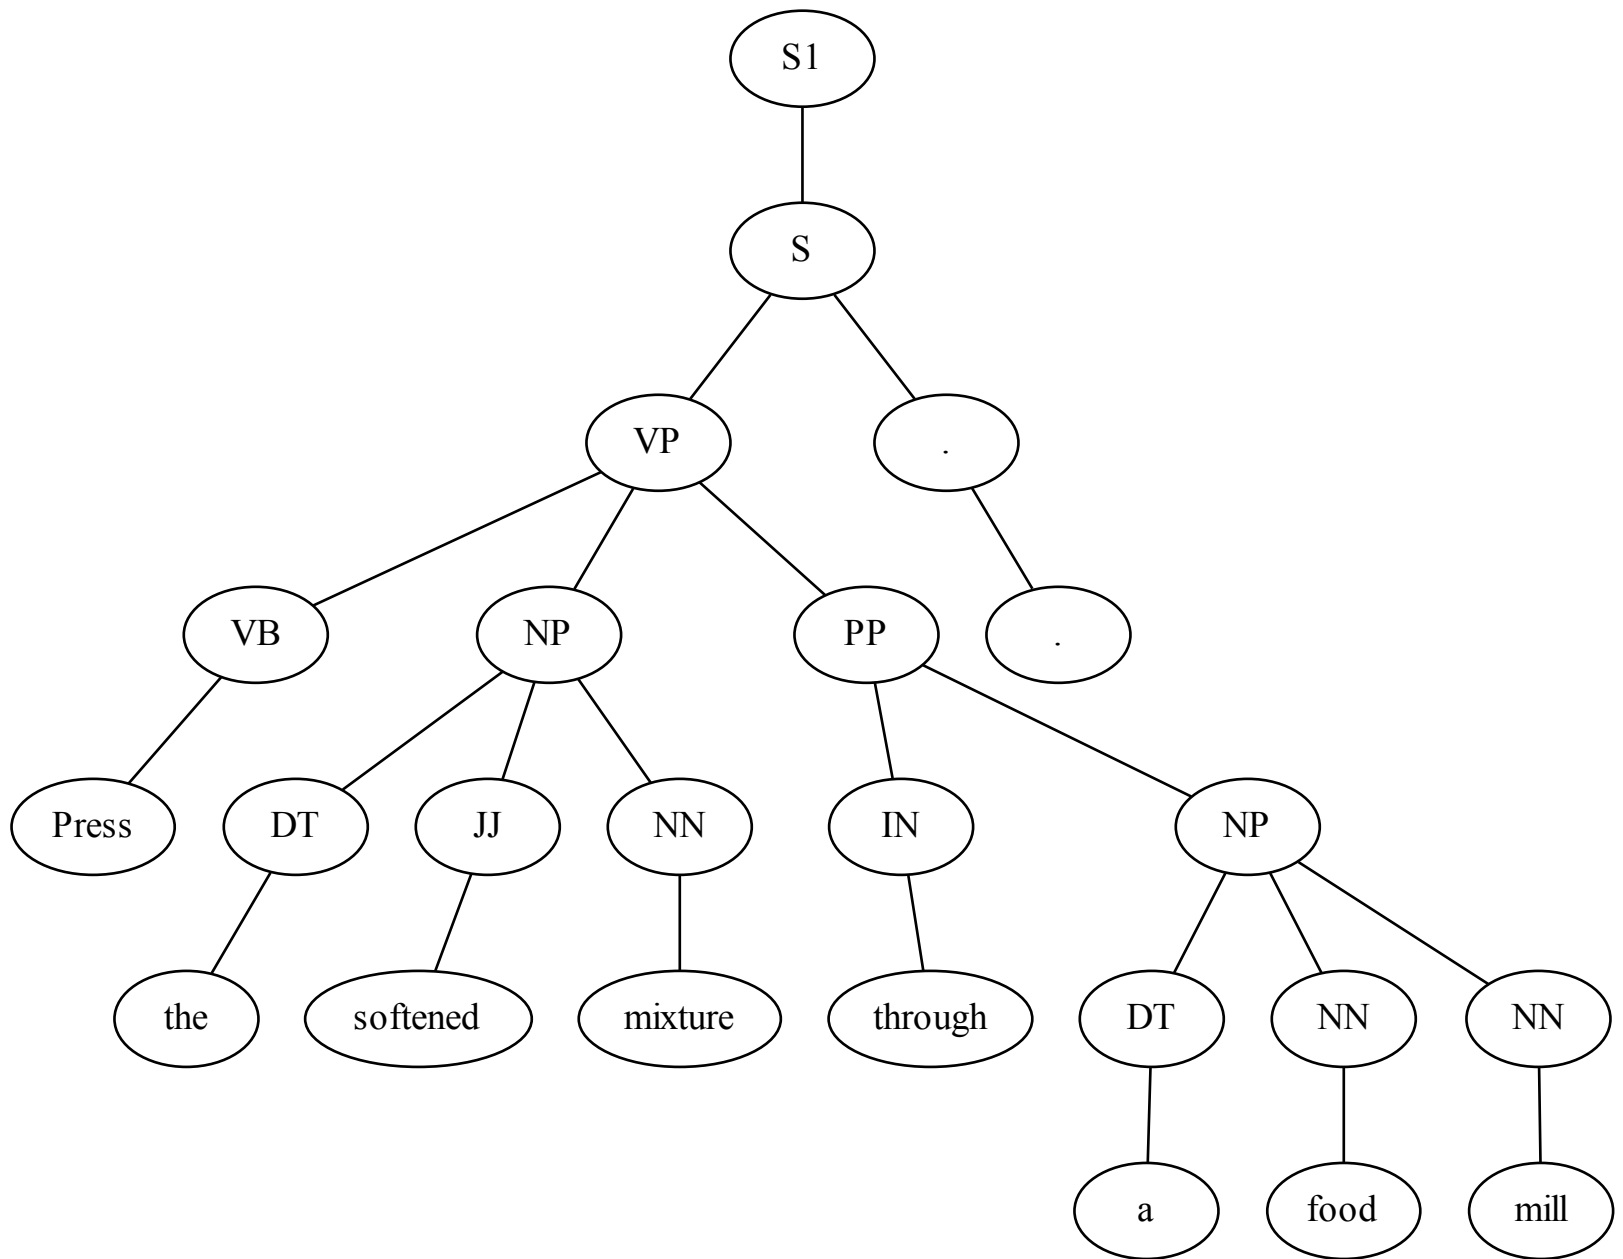 S1
S
VP .
VB NP PP .
Press DT JJ NN IN NP
the softened mixture through DT NN NN
a food mill